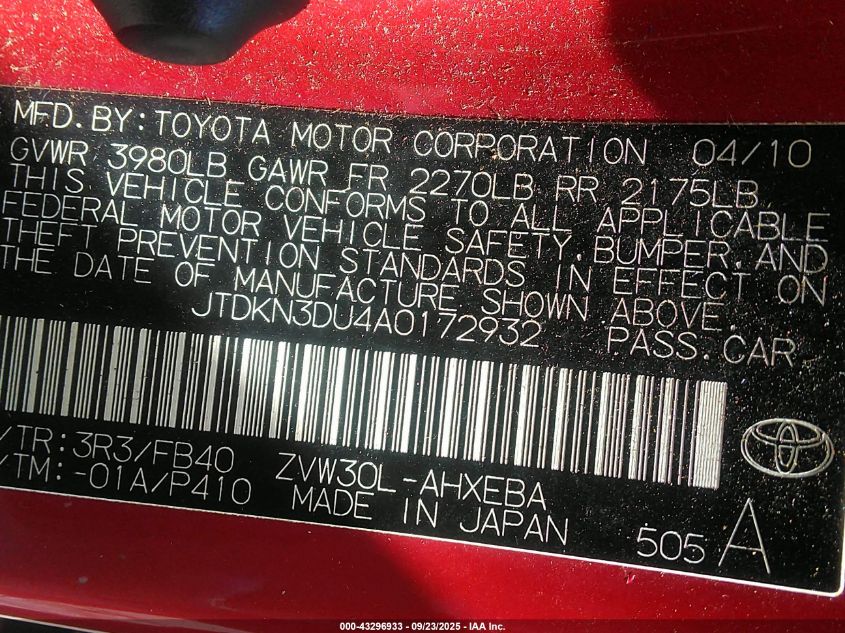 MFD. BY: TOYOTA MOTOR CORPORATION 04/10
GVWR 3980LB GAWR FR 2270LB RR 2175LB
THIS VEHICLE CONFORMS TO ALL APPLICABLE
FEDERAL MOTOR VEHICLE SAFETY, BUMPER, AND
THEFT PREVENTION STANDARDS IN EFFECT ON
THE DATE OF MANUFACTURE SHOWN ABOVE.
JTDKN3DU4A0172932 PASS. CAR
/TR: 3R3/FB40 ZVW30L-AHXEBA
/TM: -01A/P410 MADE IN JAPAN 505 A
000-43296933 - 09/23/2025 - IAA Inc.